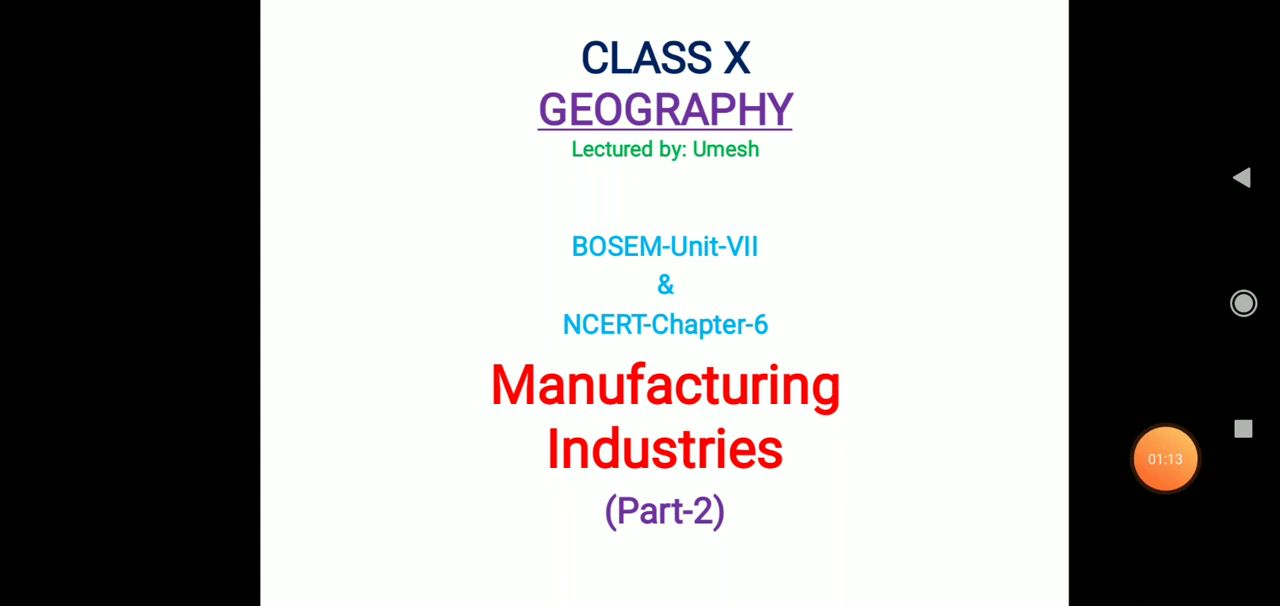 CLASS X
GEOGRAPHY
Lectured by: Umesh
BOSEM-Unit-VII
&
NCERT-Chapter-6
Manufacturing
Industries
(Part-2)
01:13